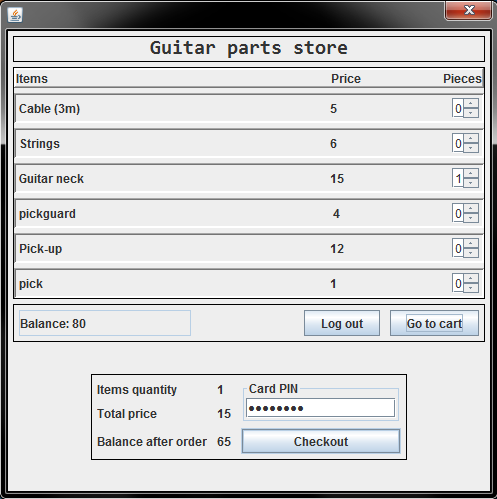 Guitar parts store
Items Price Pieces
Cable (3m) 5 0
Strings 6 0
Guitar neck 15 1
pickguard 4 0
Pick-up 12 0
pick 1 0
Balance: 80 Log out Go to cart
Items quantity 1 Card PIN
Total price 15 ●●●●●●●●
Balance after order 65 Checkout